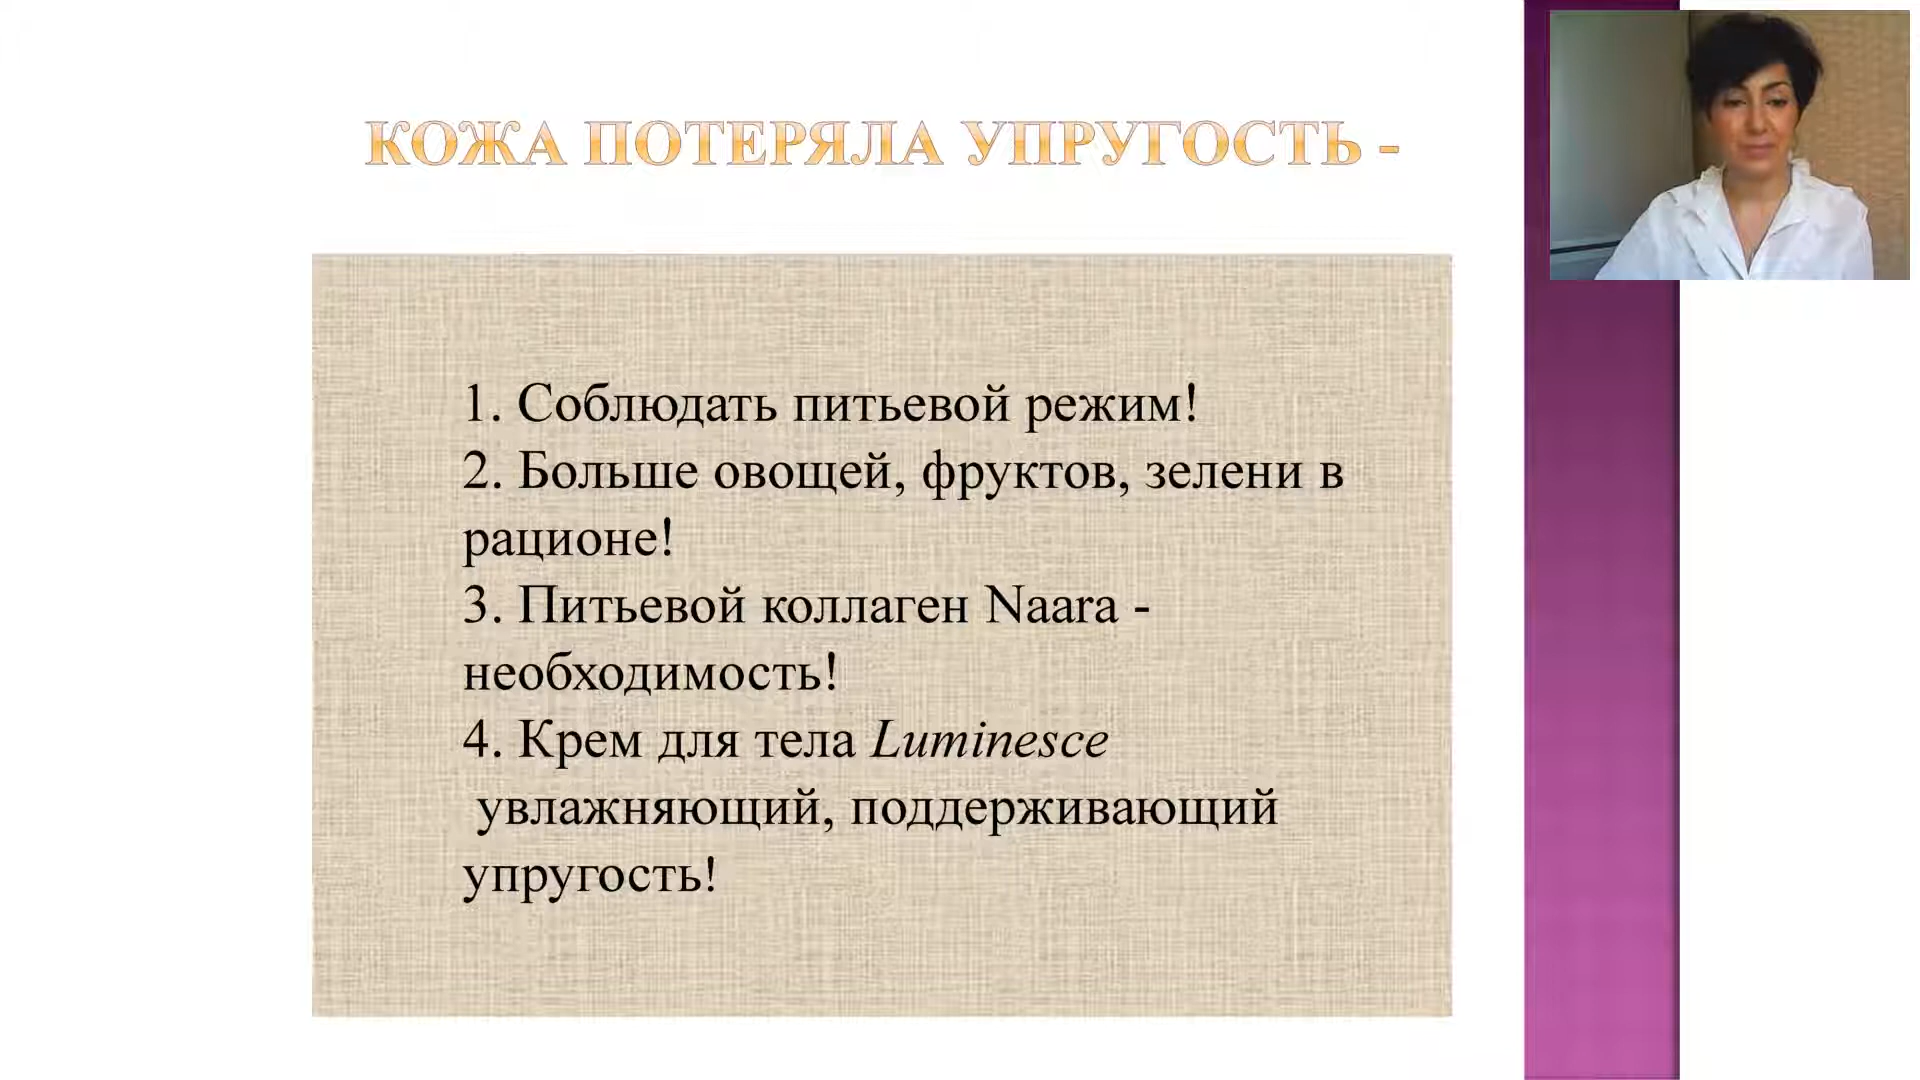 КОЖА ПОТЕРЯЛА УПРУГОСТЬ -
1. Соблюдать питьевой режим!
2. Больше овощей, фруктов, зелени в
рационе!
3. Питьевой коллаген Naara -
необходимость!
4. Крем для тела Luminesce
увлажняющий, поддерживающий
упругость!